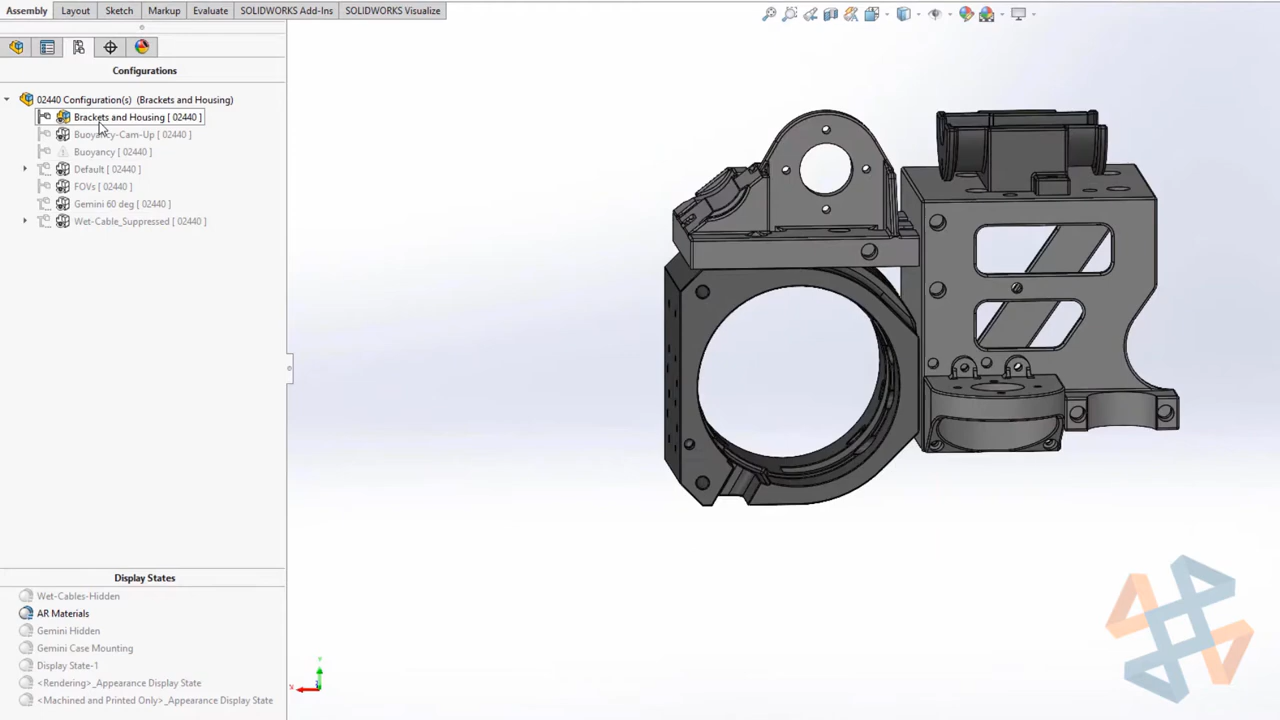 Assembly Layout Sketch Markup Evaluate SOLIDWORKS Add-Ins SOLIDWORKS Visualize
Configurations
02440 Configuration(s) (Brackets and Housing)
Brackets and Housing [ 02440 ]
Buoyancy-Cam-Up [ 02440 ]
Buoyancy [ 02440 ]
Default [ 02440 ]
FOVs [ 02440 ]
Gemini 60 deg [ 02440 ]
Wet-Cable_Suppressed [ 02440 ]
Display States
Wet-Cables-Hidden
AR Materials
Gemini Hidden
Gemini Case Mounting
Display State-1
<Rendering>_Appearance Display State
<Machined and Printed Only>_Appearance Display State